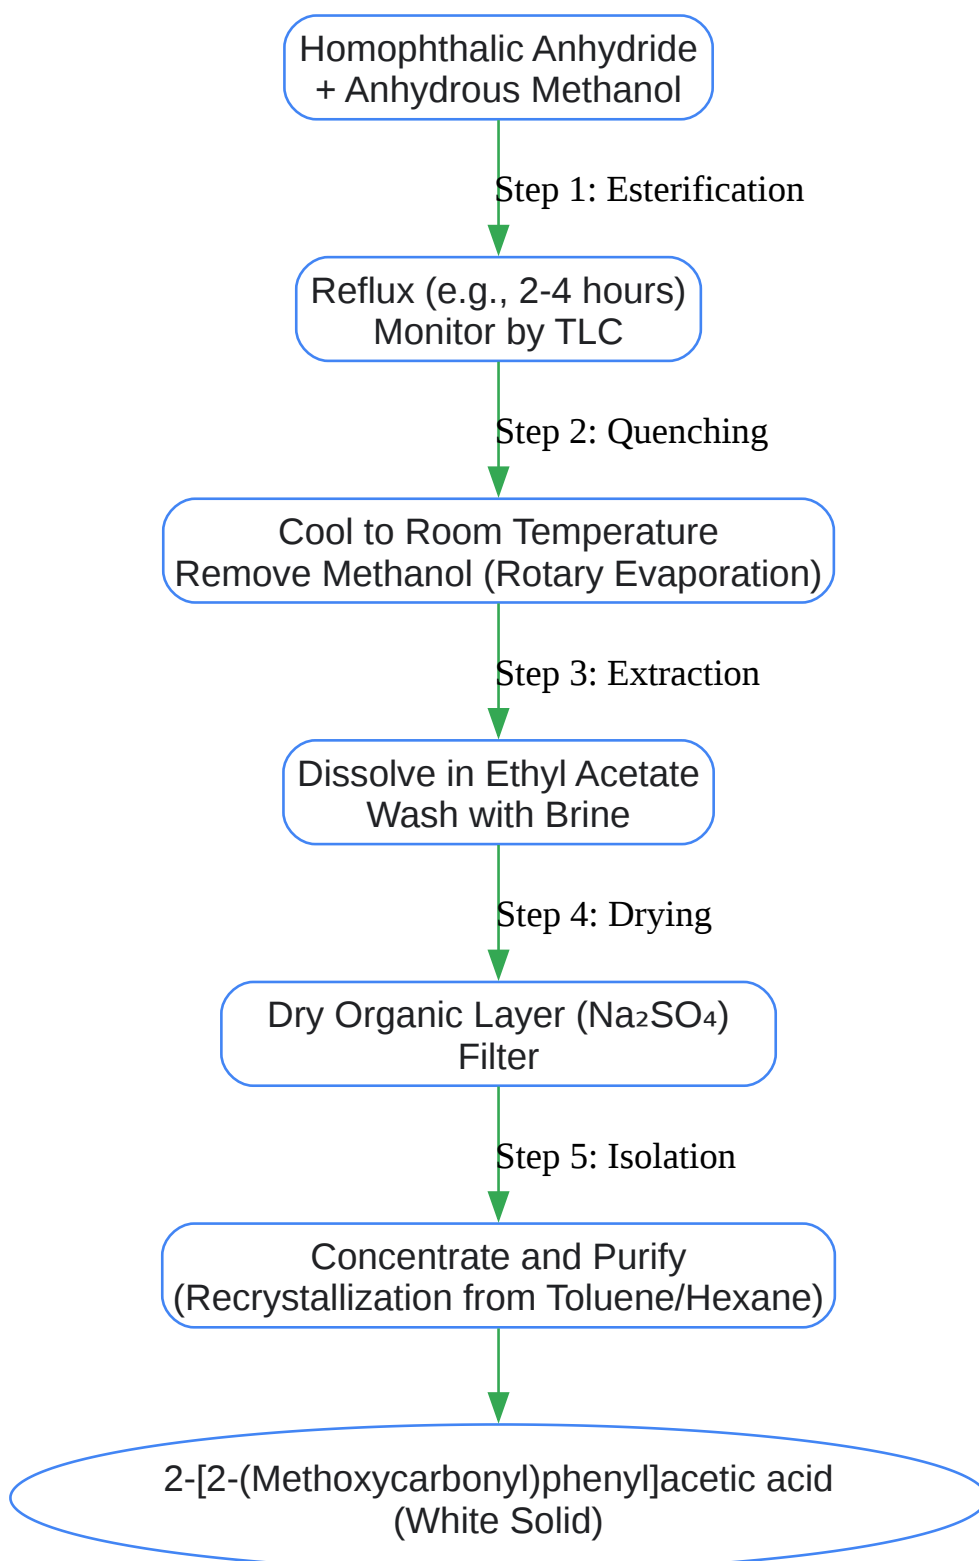 Homophthalic Anhydride
+ Anhydrous Methanol
Step 1: Esterification
Reflux (e.g., 2-4 hours)
Monitor by TLC
Step 2: Quenching
Cool to Room Temperature
Remove Methanol (Rotary Evaporation)
Step 3: Extraction
Dissolve in Ethyl Acetate
Wash with Brine
Step 4: Drying
Dry Organic Layer (Na₂SO₄)
Filter
Step 5: Isolation
Concentrate and Purify
(Recrystallization from Toluene/Hexane)
2-[2-(Methoxycarbonyl)phenyl]acetic acid
(White Solid)